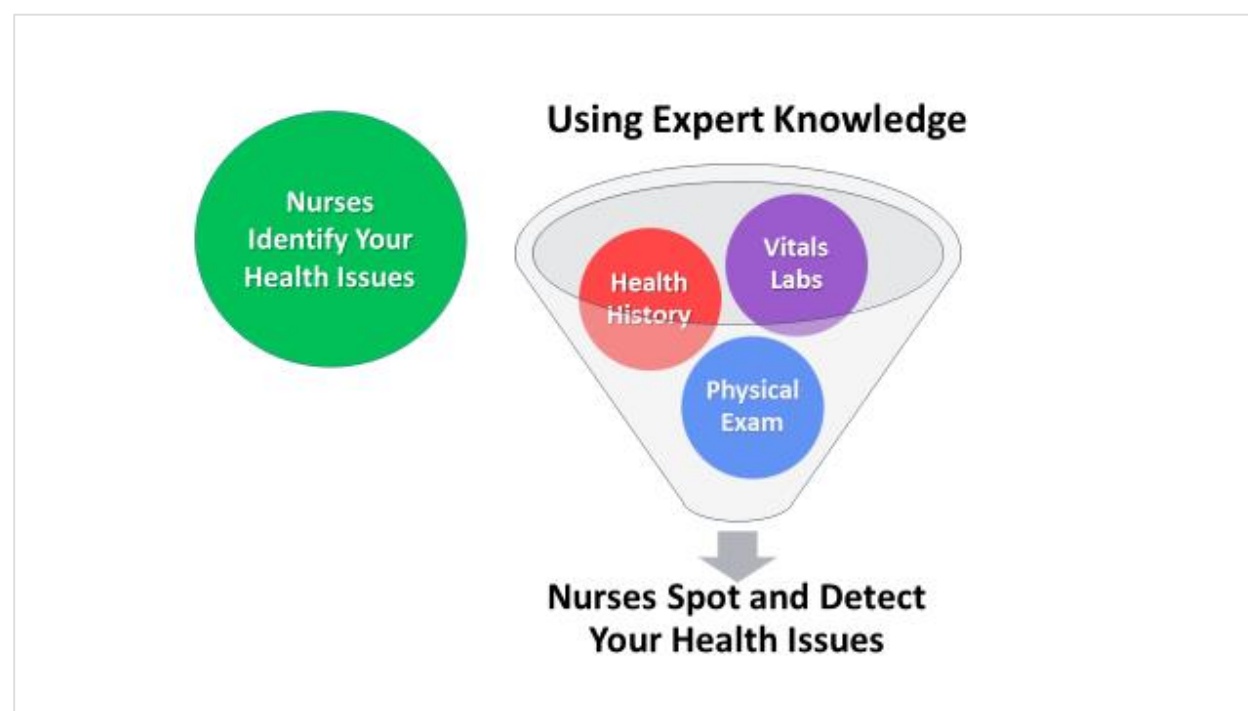 Nurses
Identify Your
Health Issues
Using Expert Knowledge
Health
History
Vitals
Labs
Physical
Exam
Nurses Spot and Detect
Your Health Issues